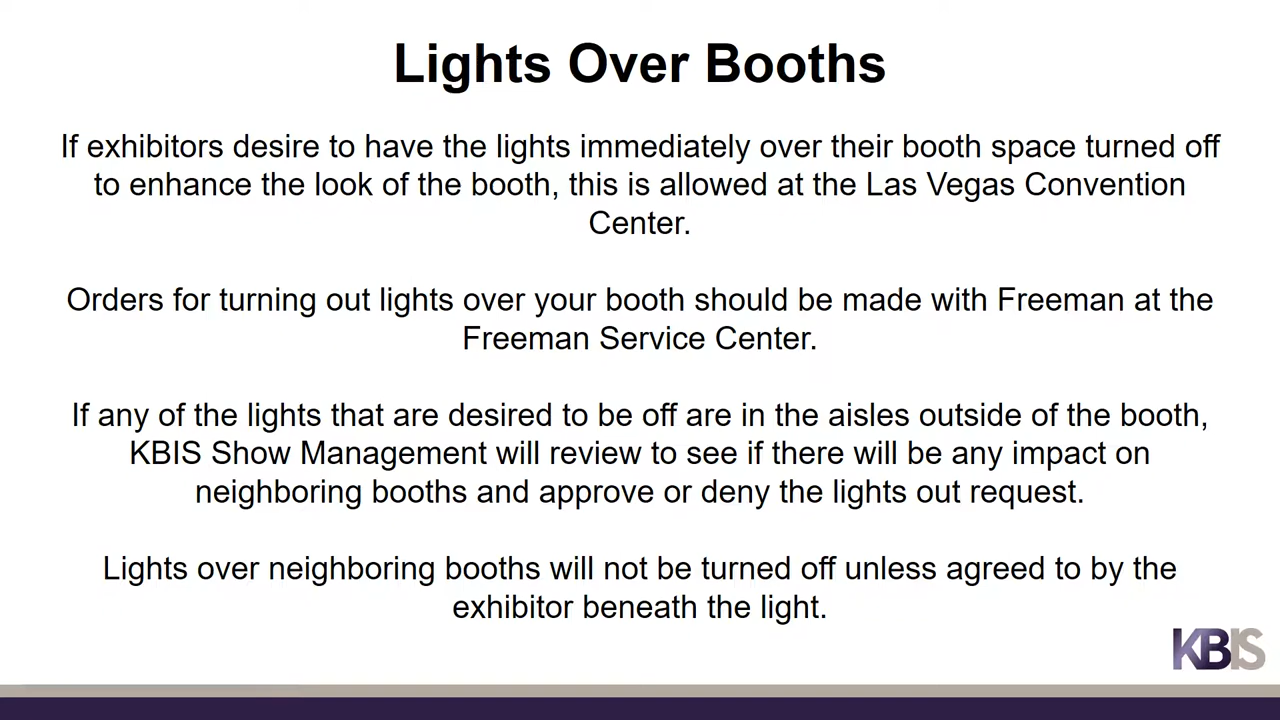 Lights Over Booths
If exhibitors desire to have the lights immediately over their booth space turned off
to enhance the look of the booth, this is allowed at the Las Vegas Convention
Center.
Orders for turning out lights over your booth should be made with Freeman at the
Freeman Service Center.
If any of the lights that are desired to be off are in the aisles outside of the booth,
KBIS Show Management will review to see if there will be any impact on
neighboring booths and approve or deny the lights out request.
Lights over neighboring booths will not be turned off unless agreed to by the
exhibitor beneath the light.
KBIS